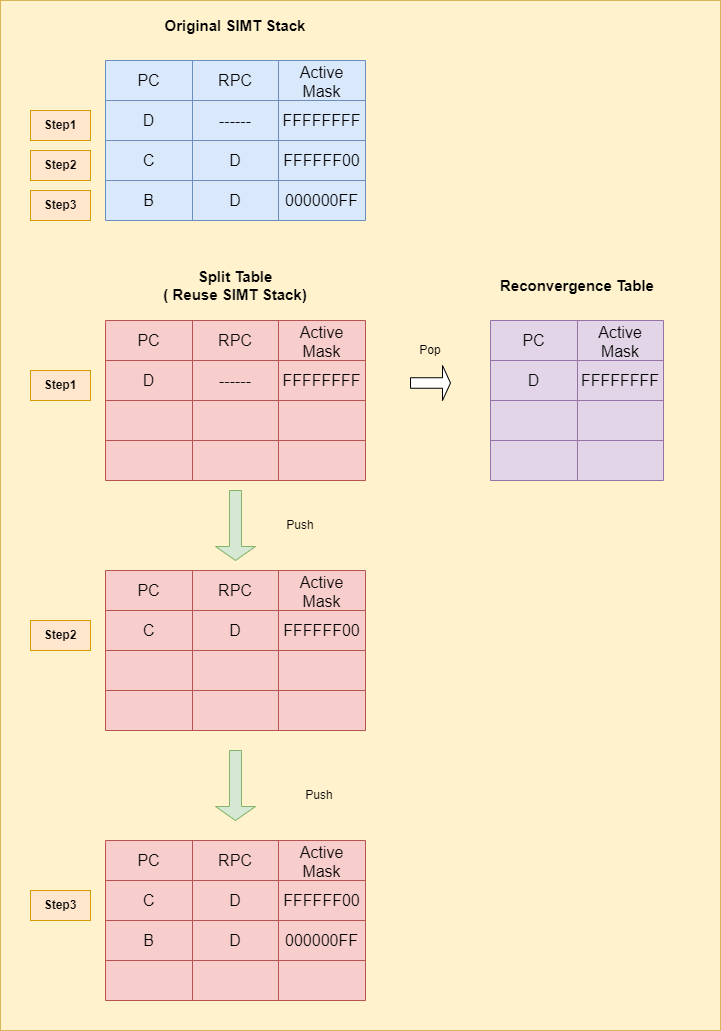 Original SIMT Stack
PC RPC Active
Mask
Step1 D ------ FFFFFFFF
Step2 C D FFFFFF00
Step3 B D 000000FF
Split Table
( Reuse SIMT Stack)
Reconvergence Table
PC RPC Active
Mask
Step1 D ------ FFFFFFFF
Pop
PC Active
Mask
D FFFFFFFF
Push
PC RPC Active
Mask
Step2 C D FFFFFF00
Push
PC RPC Active
Mask
Step3 C D FFFFFF00
B D 000000FF